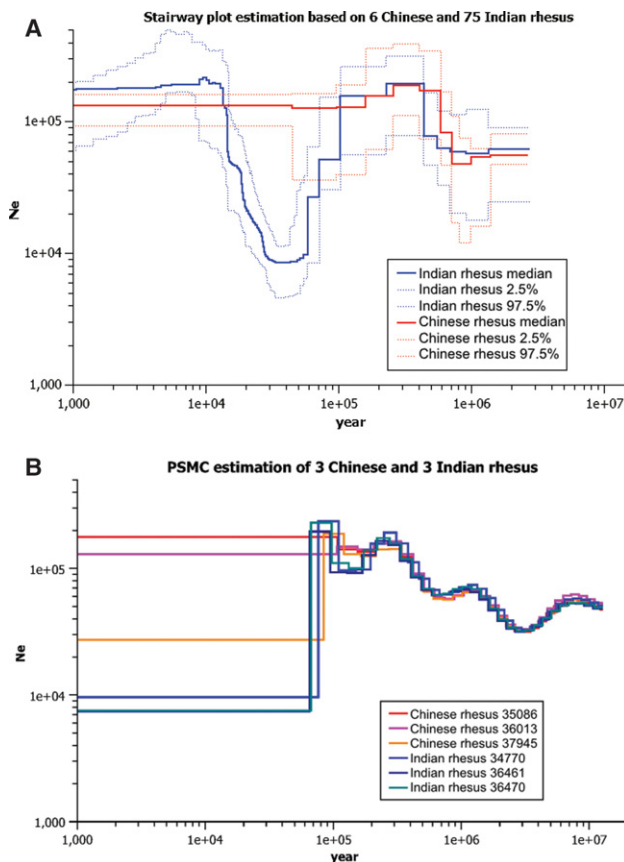 A
Stairway plot estimation based on 6 Chinese and 75 Indian rhesus
1e+05
Ne
1e+04
1,000
1,000
1e+04
1e+05
1e+06
1e+07
year
Indian rhesus median
Indian rhesus 2.5%
Indian rhesus 97.5%
Chinese rhesus median
Chinese rhesus 2.5%
Chinese rhesus 97.5%
B
PSMC estimation of 3 Chinese and 3 Indian rhesus
1e+05
Ne
1e+04
1,000
1,000
1e+04
1e+05
1e+06
1e+07
year
Chinese rhesus 35086
Chinese rhesus 36013
Chinese rhesus 37945
Indian rhesus 34770
Indian rhesus 36461
Indian rhesus 36470